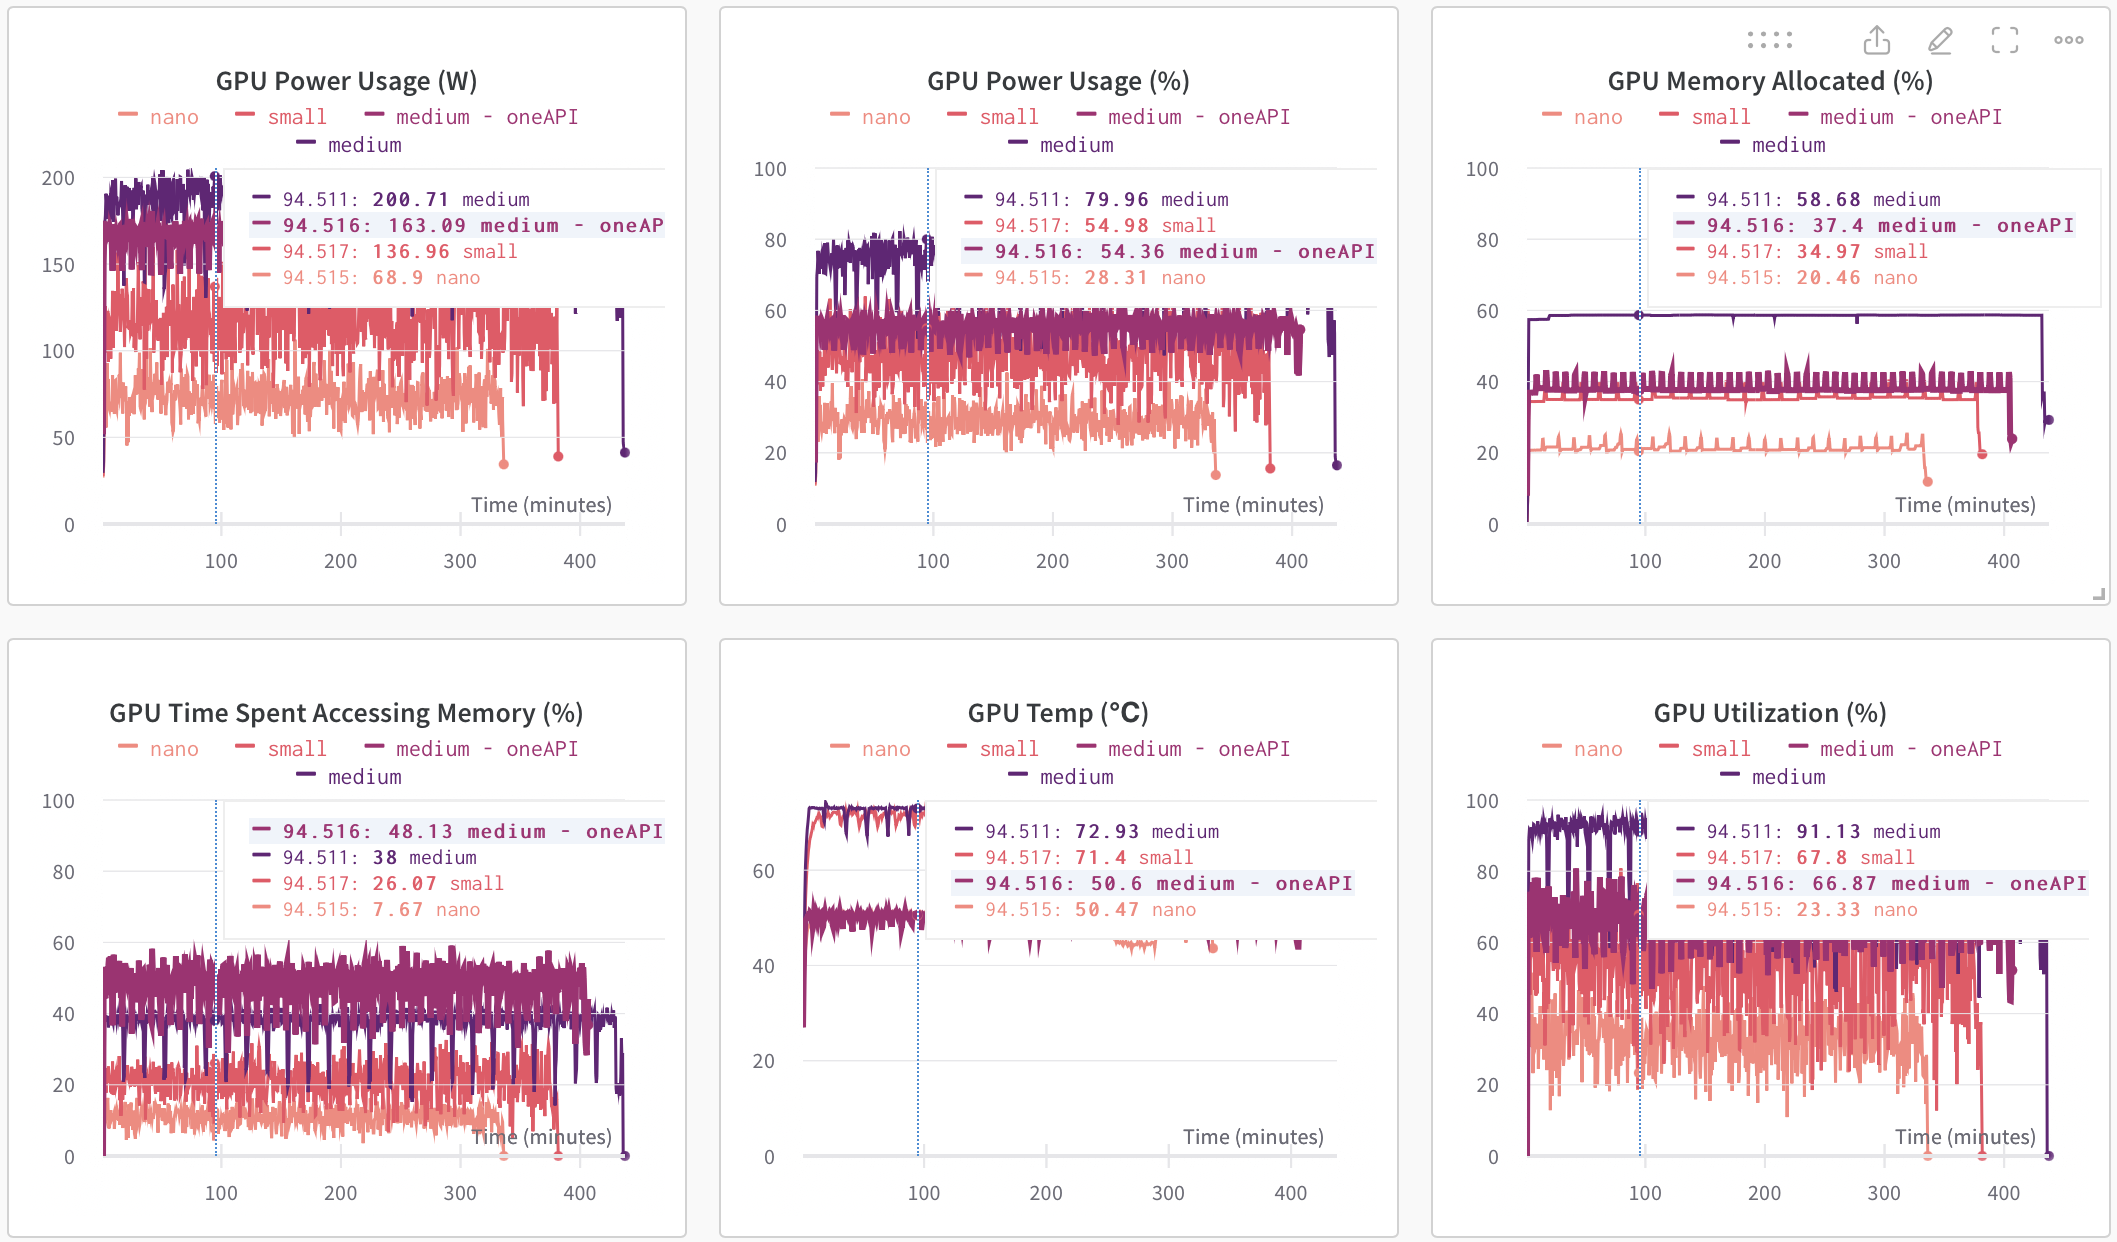 GPU Power Usage (W)
nano small medium - oneAPI
medium
200
150
100
50
0
94.511: 200.71 medium
94.516: 163.09 medium - oneAP
94.517: 136.96 small
94.515: 68.9 nano
Time (minutes)
100 200 300 400
GPU Power Usage (%)
nano small medium - oneAPI
medium
100
80
60
40
20
0
94.511: 79.96 medium
94.517: 54.98 small
94.516: 54.36 medium - oneAPI
94.515: 28.31 nano
Time (minutes)
100 200 300 400
GPU Memory Allocated (%)
nano small medium - oneAPI
medium
100
80
60
40
20
0
94.511: 58.68 medium
94.516: 37.4 medium - oneAPI
94.517: 34.97 small
94.515: 20.46 nano
Time (minutes)
100 200 300 400
GPU Time Spent Accessing Memory (%)
nano small medium - oneAPI
medium
100
80
60
40
20
0
94.516: 48.13 medium - oneAPI
94.511: 38 medium
94.517: 26.07 small
94.515: 7.67 nano
Time (minutes)
100 200 300 400
GPU Temp (℃)
nano small medium - oneAPI
medium
60
40
20
0
94.511: 72.93 medium
94.517: 71.4 small
94.516: 50.6 medium - oneAPI
94.515: 50.47 nano
Time (minutes)
100 200 300 400
GPU Utilization (%)
nano small medium - oneAPI
medium
100
80
60
40
20
0
94.511: 91.13 medium
94.517: 67.8 small
94.516: 66.87 medium - oneAPI
94.515: 23.33 nano
Time (minutes)
100 200 300 400